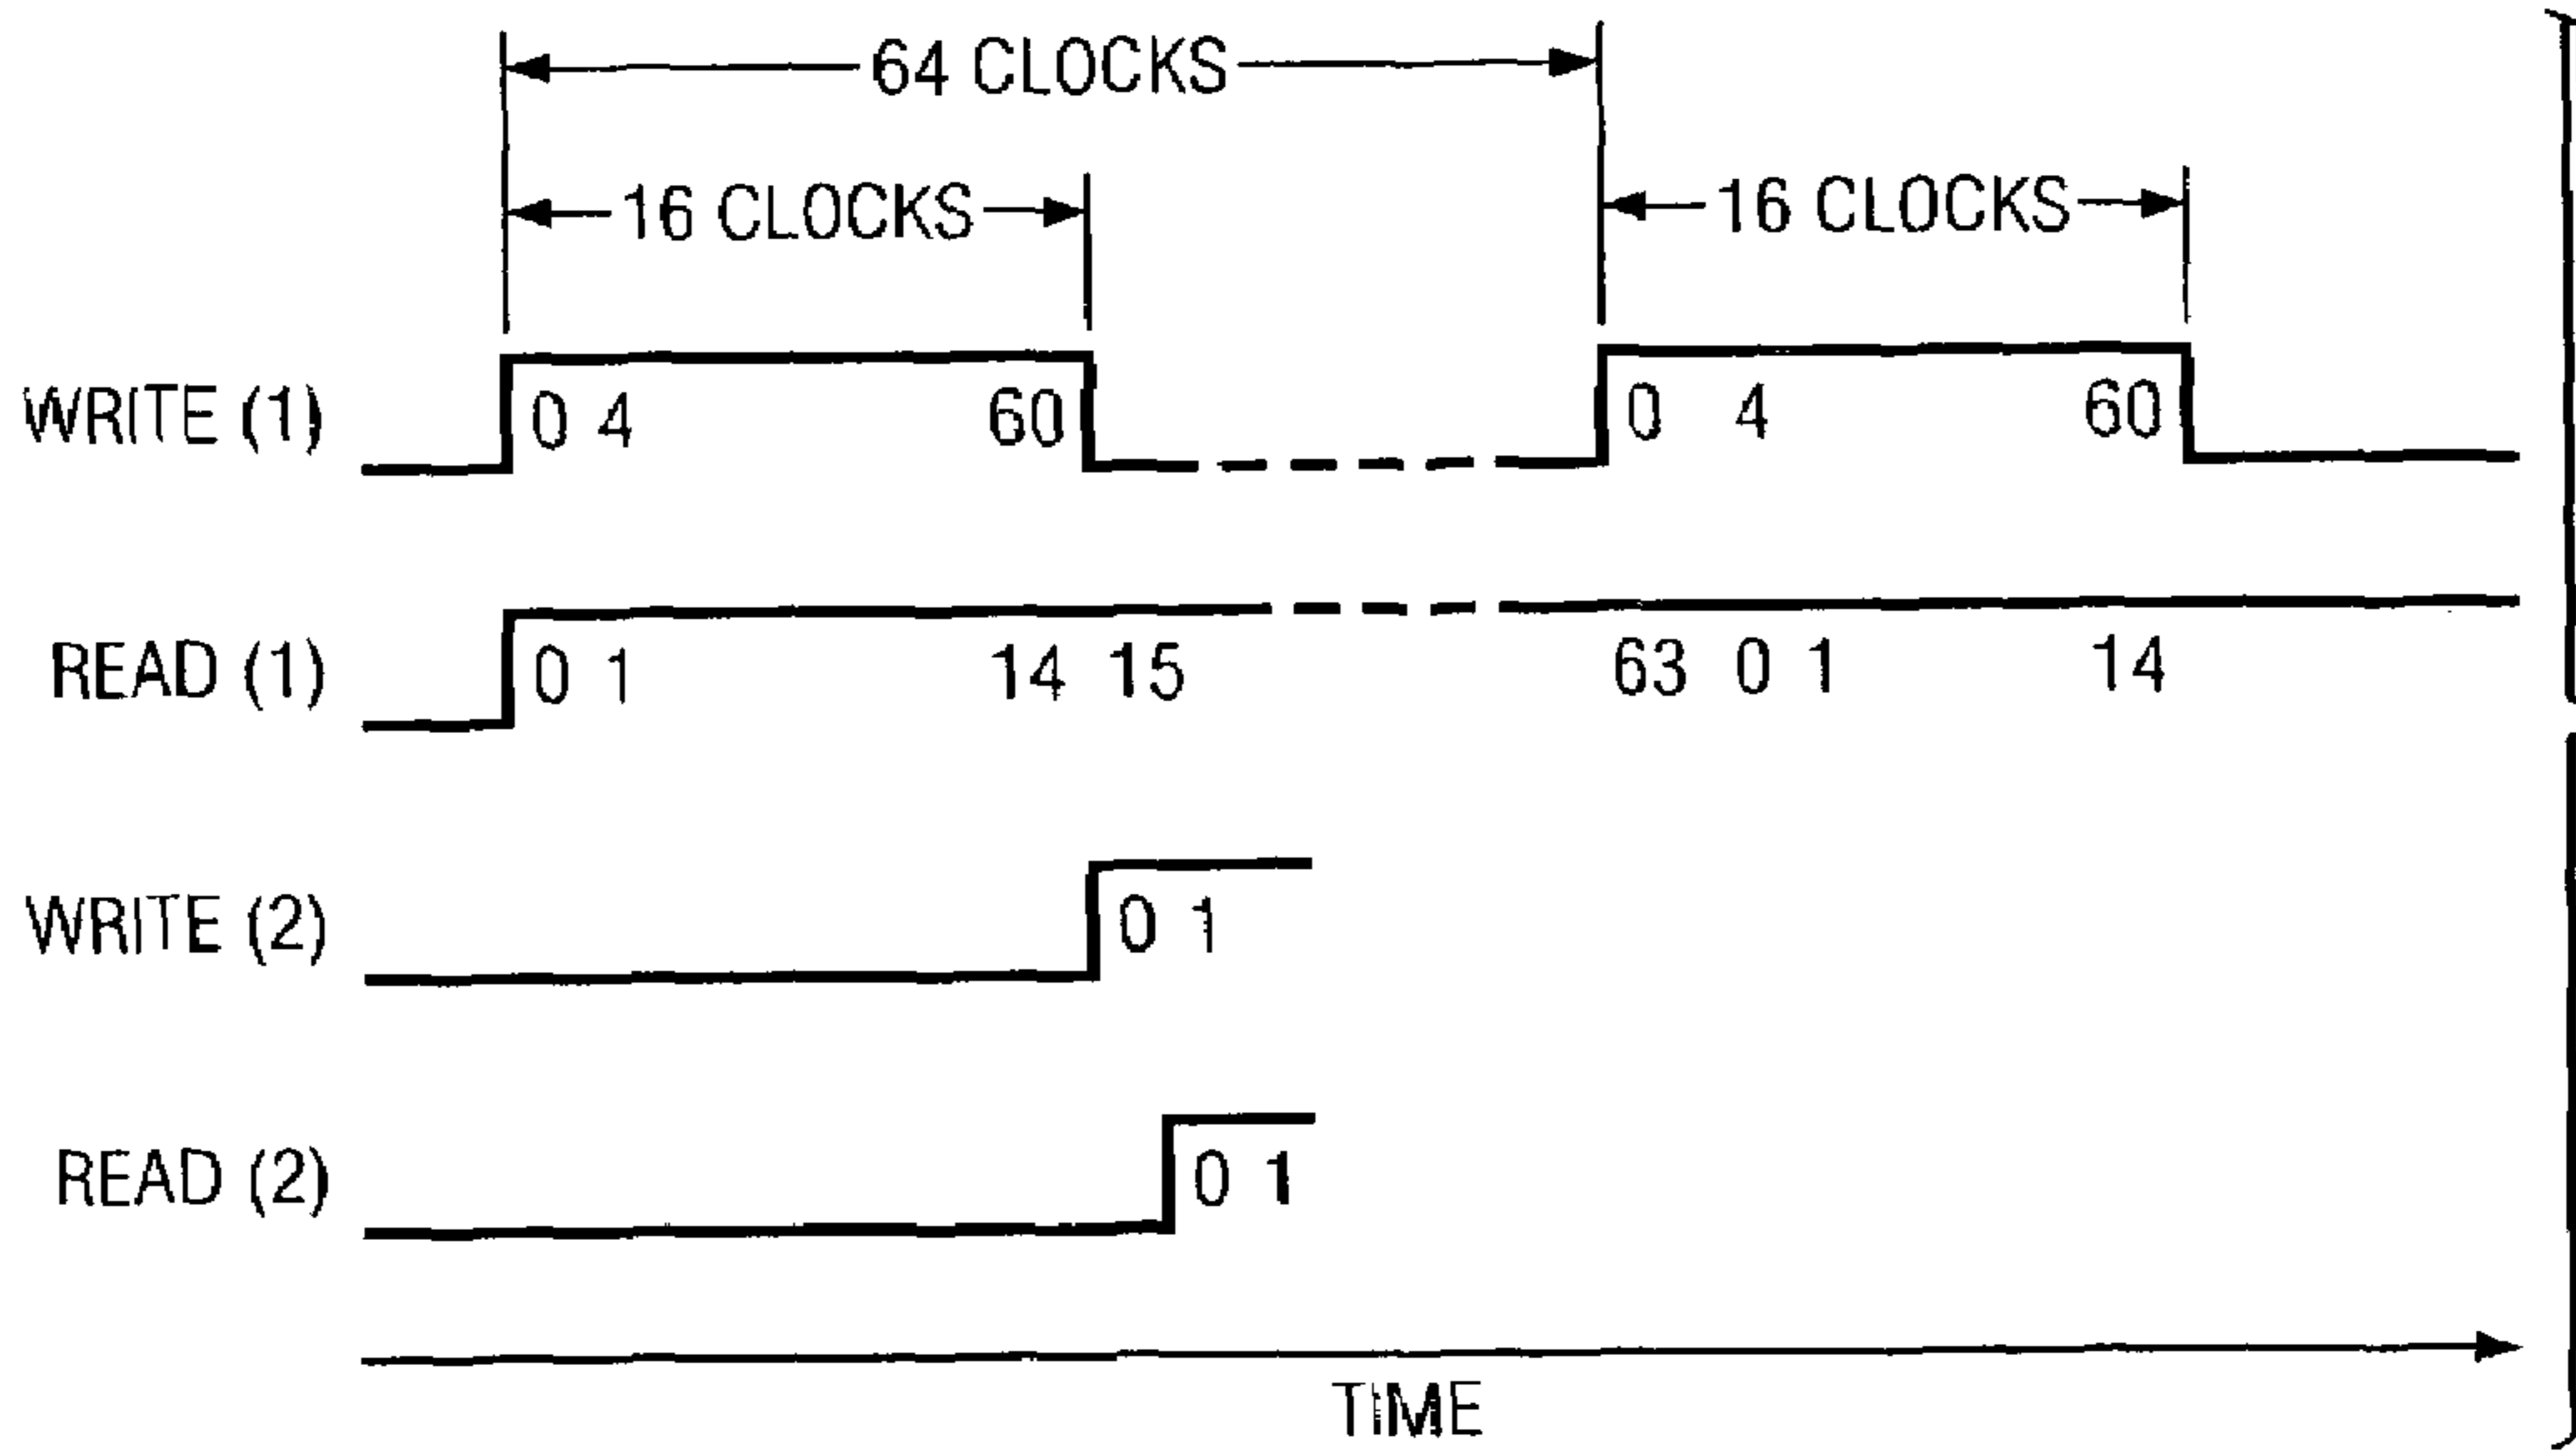 64 CLOCKS
16 CLOCKS 16 CLOCKS
WRITE (1) 0 4 60 0 4 60
READ (1) 0 1 14 15 63 0 1 14
WRITE (2) 0 1
READ (2) 0 1
TIME